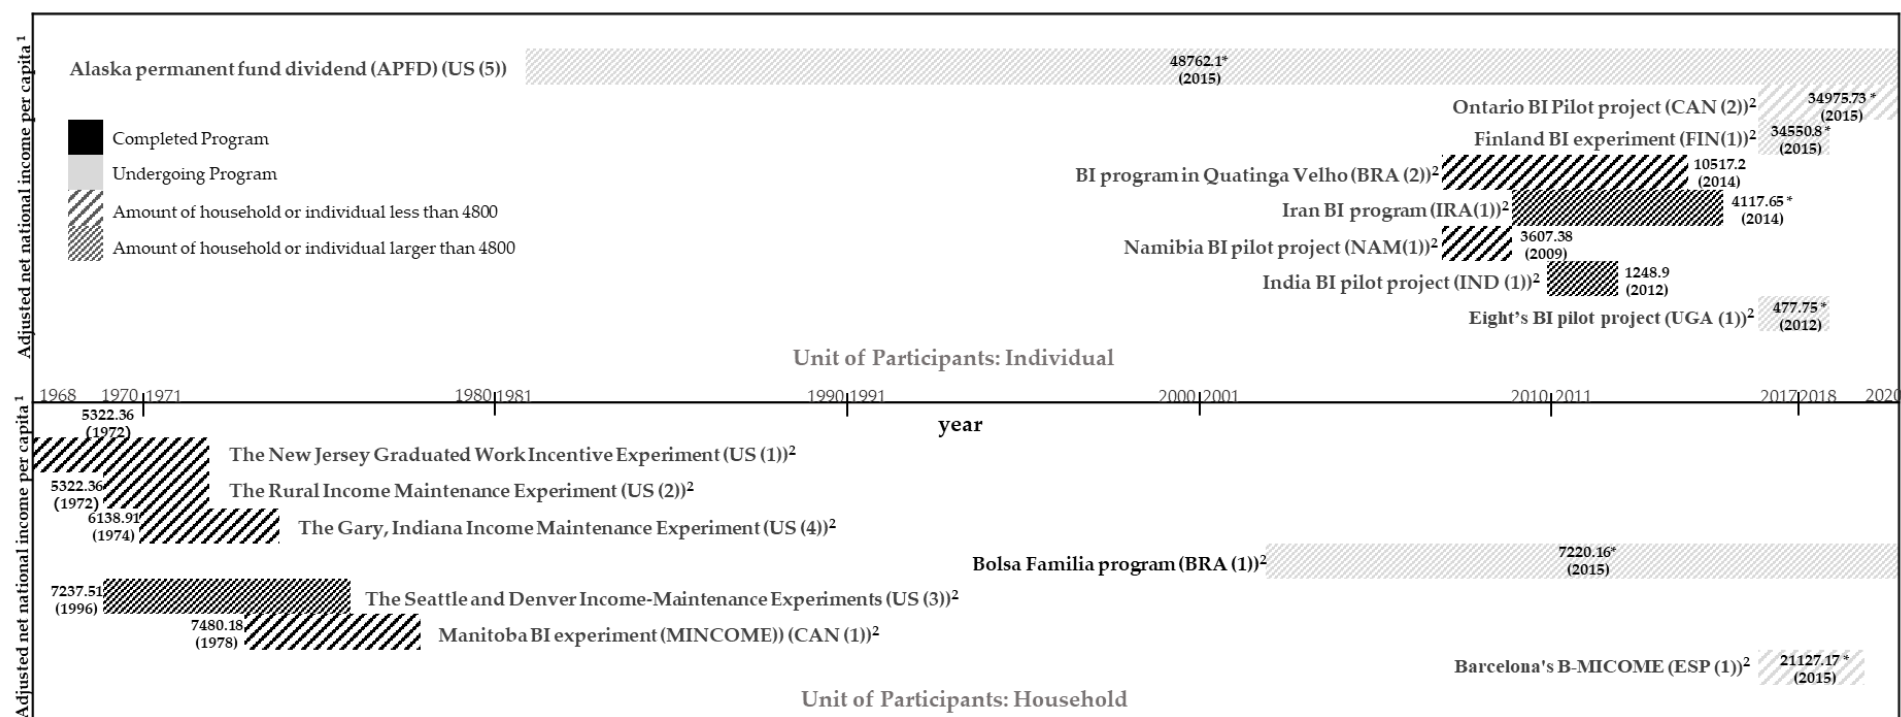 Adjusted net national income per capita 1
Alaska permanent fund dividend (APFD) (US (5))
48762.1*
(2015)
Ontario BI Pilot project (CAN (2))2
34975.73 *
(2015)
Completed Program
Finland BI experiment (FIN(1))2
34550.8 *
(2015)
Undergoing Program
BI program in Quatinga Velho (BRA (2))2
10517.2
(2014)
Amount of household or individual less than 4800
Iran BI program (IRA(1))2
4117.65 *
(2014)
Amount of household or individual larger than 4800
Namibia BI pilot project (NAM(1))2
3607.38
(2009)
India BI pilot project (IND (1))2
1248.9
(2012)
Eight's BI pilot project (UGA (1))2
477.75 *
(2012)
Unit of Participants: Individual
1968 1970 1971 1980 1981 1990 1991 2000 2001 2010 2011 2017 2018 2020
year
Adjusted net national income per capita 1
5322.36
(1972)
The New Jersey Graduated Work Incentive Experiment (US (1))2
5322.36
(1972)
The Rural Income Maintenance Experiment (US (2))2
6138.91
(1974)
The Gary, Indiana Income Maintenance Experiment (US (4))2
Bolsa Familia program (BRA (1))2
7220.16*
(2015)
7237.51
(1996)
The Seattle and Denver Income-Maintenance Experiments (US (3))2
7480.18
(1978)
Manitoba BI experiment (MINCOME)) (CAN (1))2
Barcelona's B-MICOME (ESP (1))2
21127.17 *
(2015)
Unit of Participants: Household